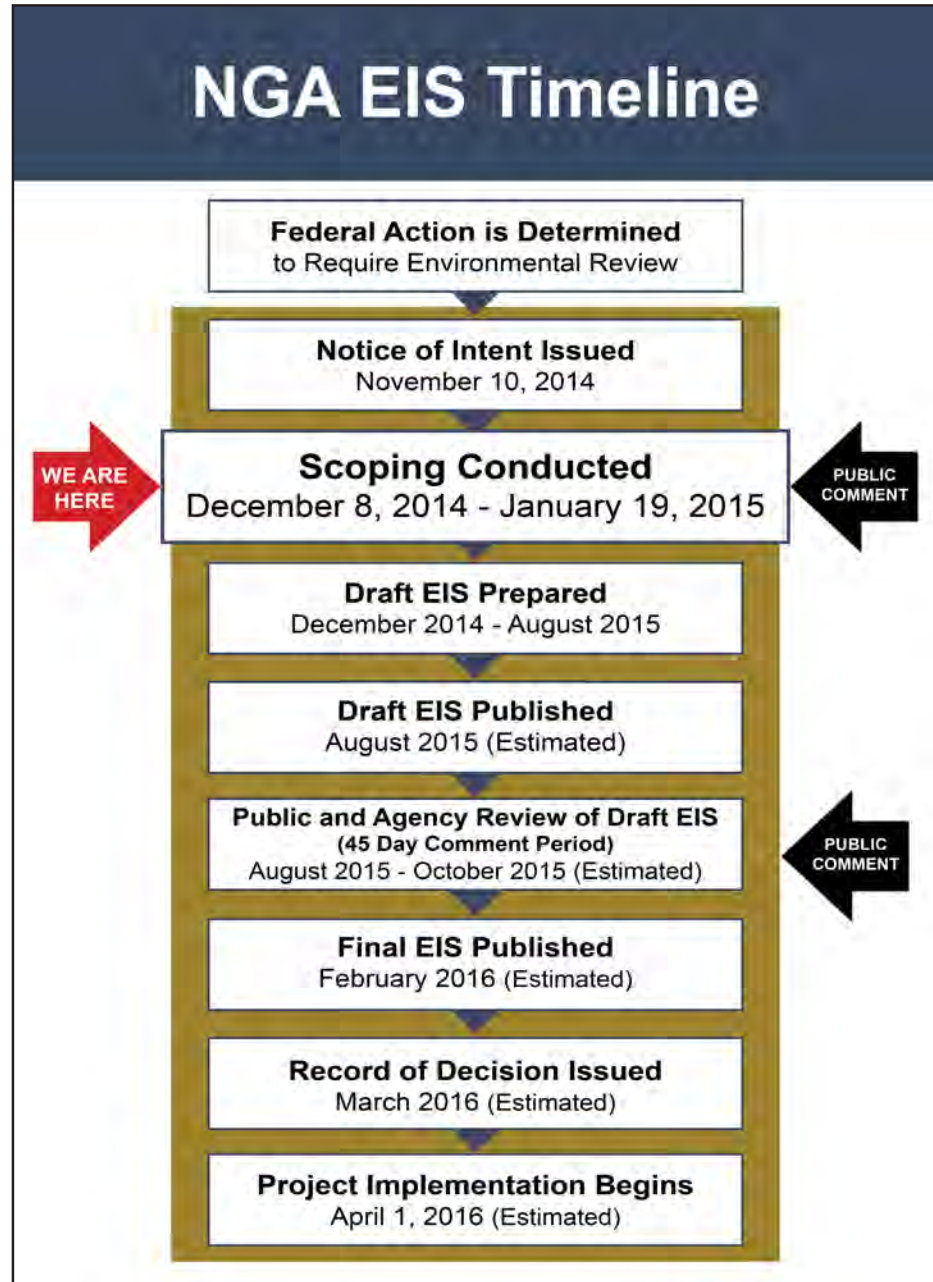 NGA EIS Timeline
Federal Action is Determined
to Require Environmental Review
Notice of Intent Issued
November 10, 2014
WE ARE
HERE
Scoping Conducted
December 8, 2014 - January 19, 2015
PUBLIC
COMMENT
Draft EIS Prepared
December 2014 - August 2015
Draft EIS Published
August 2015 (Estimated)
Public and Agency Review of Draft EIS
(45 Day Comment Period)
August 2015 - October 2015 (Estimated)
PUBLIC
COMMENT
Final EIS Published
February 2016 (Estimated)
Record of Decision Issued
March 2016 (Estimated)
Project Implementation Begins
April 1, 2016 (Estimated)